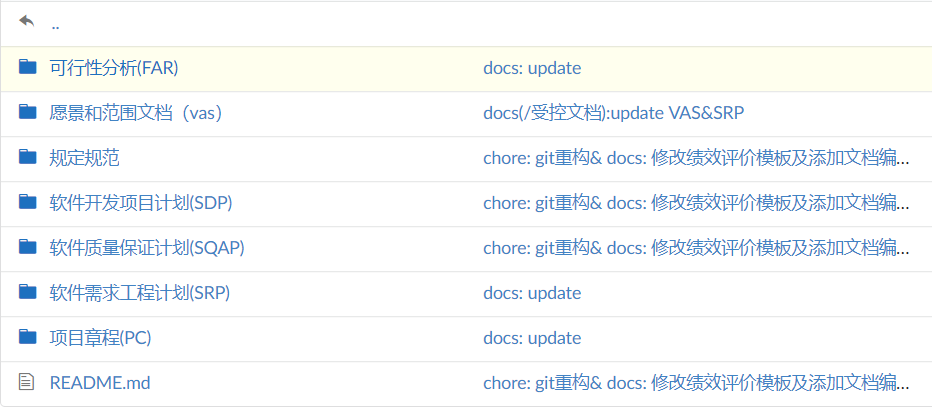 ..
可行性分析(FAR) docs: update
愿景和范围文档（vas） docs(/受控文档):update VAS&SRP
规定规范 chore: git重构& docs: 修改绩效评价模板及添加文档编...
软件开发项目计划(SDP) chore: git重构& docs: 修改绩效评价模板及添加文档编...
软件质量保证计划(SQAP) chore: git重构& docs: 修改绩效评价模板及添加文档编...
软件需求工程计划(SRP) docs: update
项目章程(PC) docs: update
README.md chore: git重构& docs: 修改绩效评价模板及添加文档编...